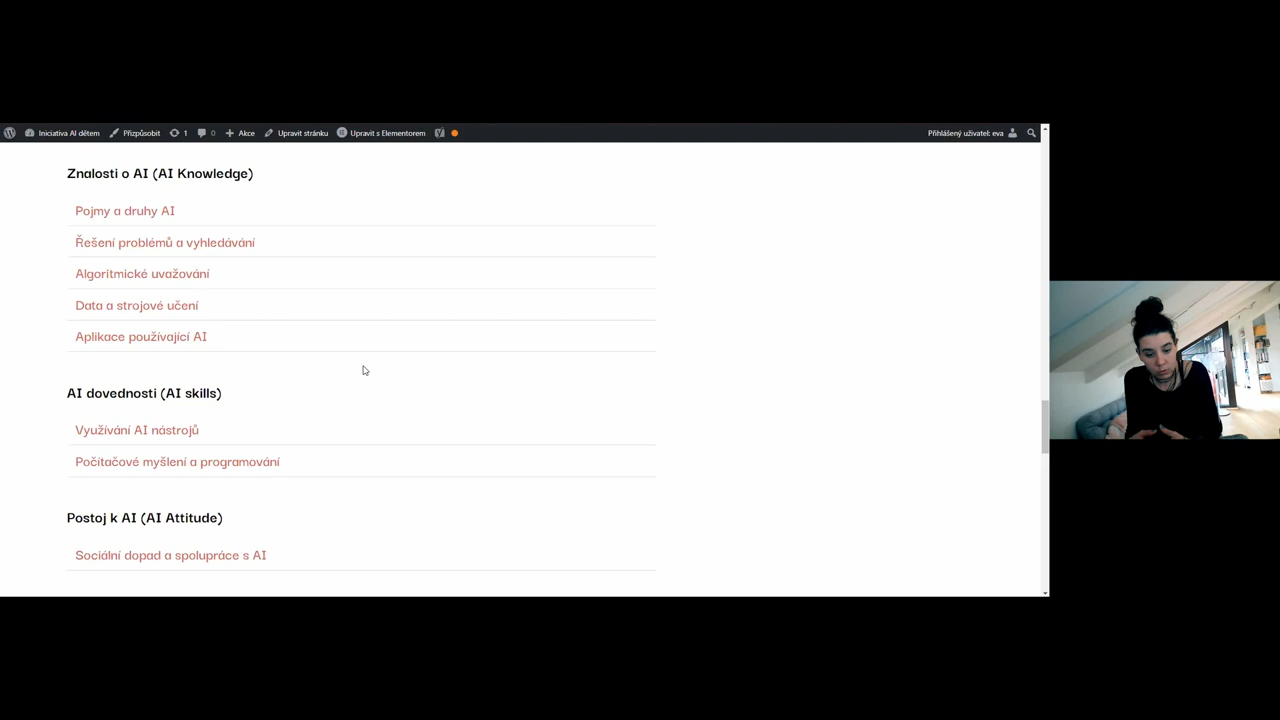 Iniciativa AI dětem Přizpůsobit 1 0 Akce Upravit stránku Upravit s Elementorem Přihlášený uživatel: eva
Znalosti o AI (AI Knowledge)
Pojmy a druhy AI
Řešení problémů a vyhledávání
Algoritmické uvažování
Data a strojové učení
Aplikace používající AI
AI dovednosti (AI skills)
Využívání AI nástrojů
Počítačové myšlení a programování
Postoj k AI (AI Attitude)
Sociální dopad a spolupráce s AI